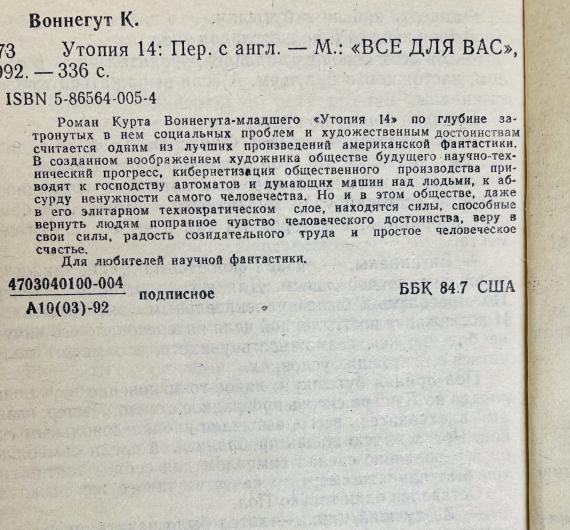 Воннегут К.
73 Утопия 14: Пер. с англ. — М.: «ВСЕ ДЛЯ ВАС»,
992. — 336 с.
ISBN 5-86564-005-4
Роман Курта Воннегута-младшего «Утопия 14» по глубине за-
тронутых в нем социальных проблем и художественным достоинствам
считается одним из лучших произведений американской фантастики.
В созданном воображением художника обществе будущего научно-тех-
нический прогресс, кибернетизация общественного производства при-
водят к господству автоматов и думающих машин над людьми, к аб-
сурду ненужности самого человечества. Но и в этом обществе, даже
в его элитарном технократическом слое, находятся силы, способные
вернуть людям попранное чувство человеческого достоинства, веру в
свои силы, радость созидательного труда и простое человеческое
счастье.
Для любителей научной фантастики.
4703040100-004
А10(03)-92
подписное
ББК 84.7 США